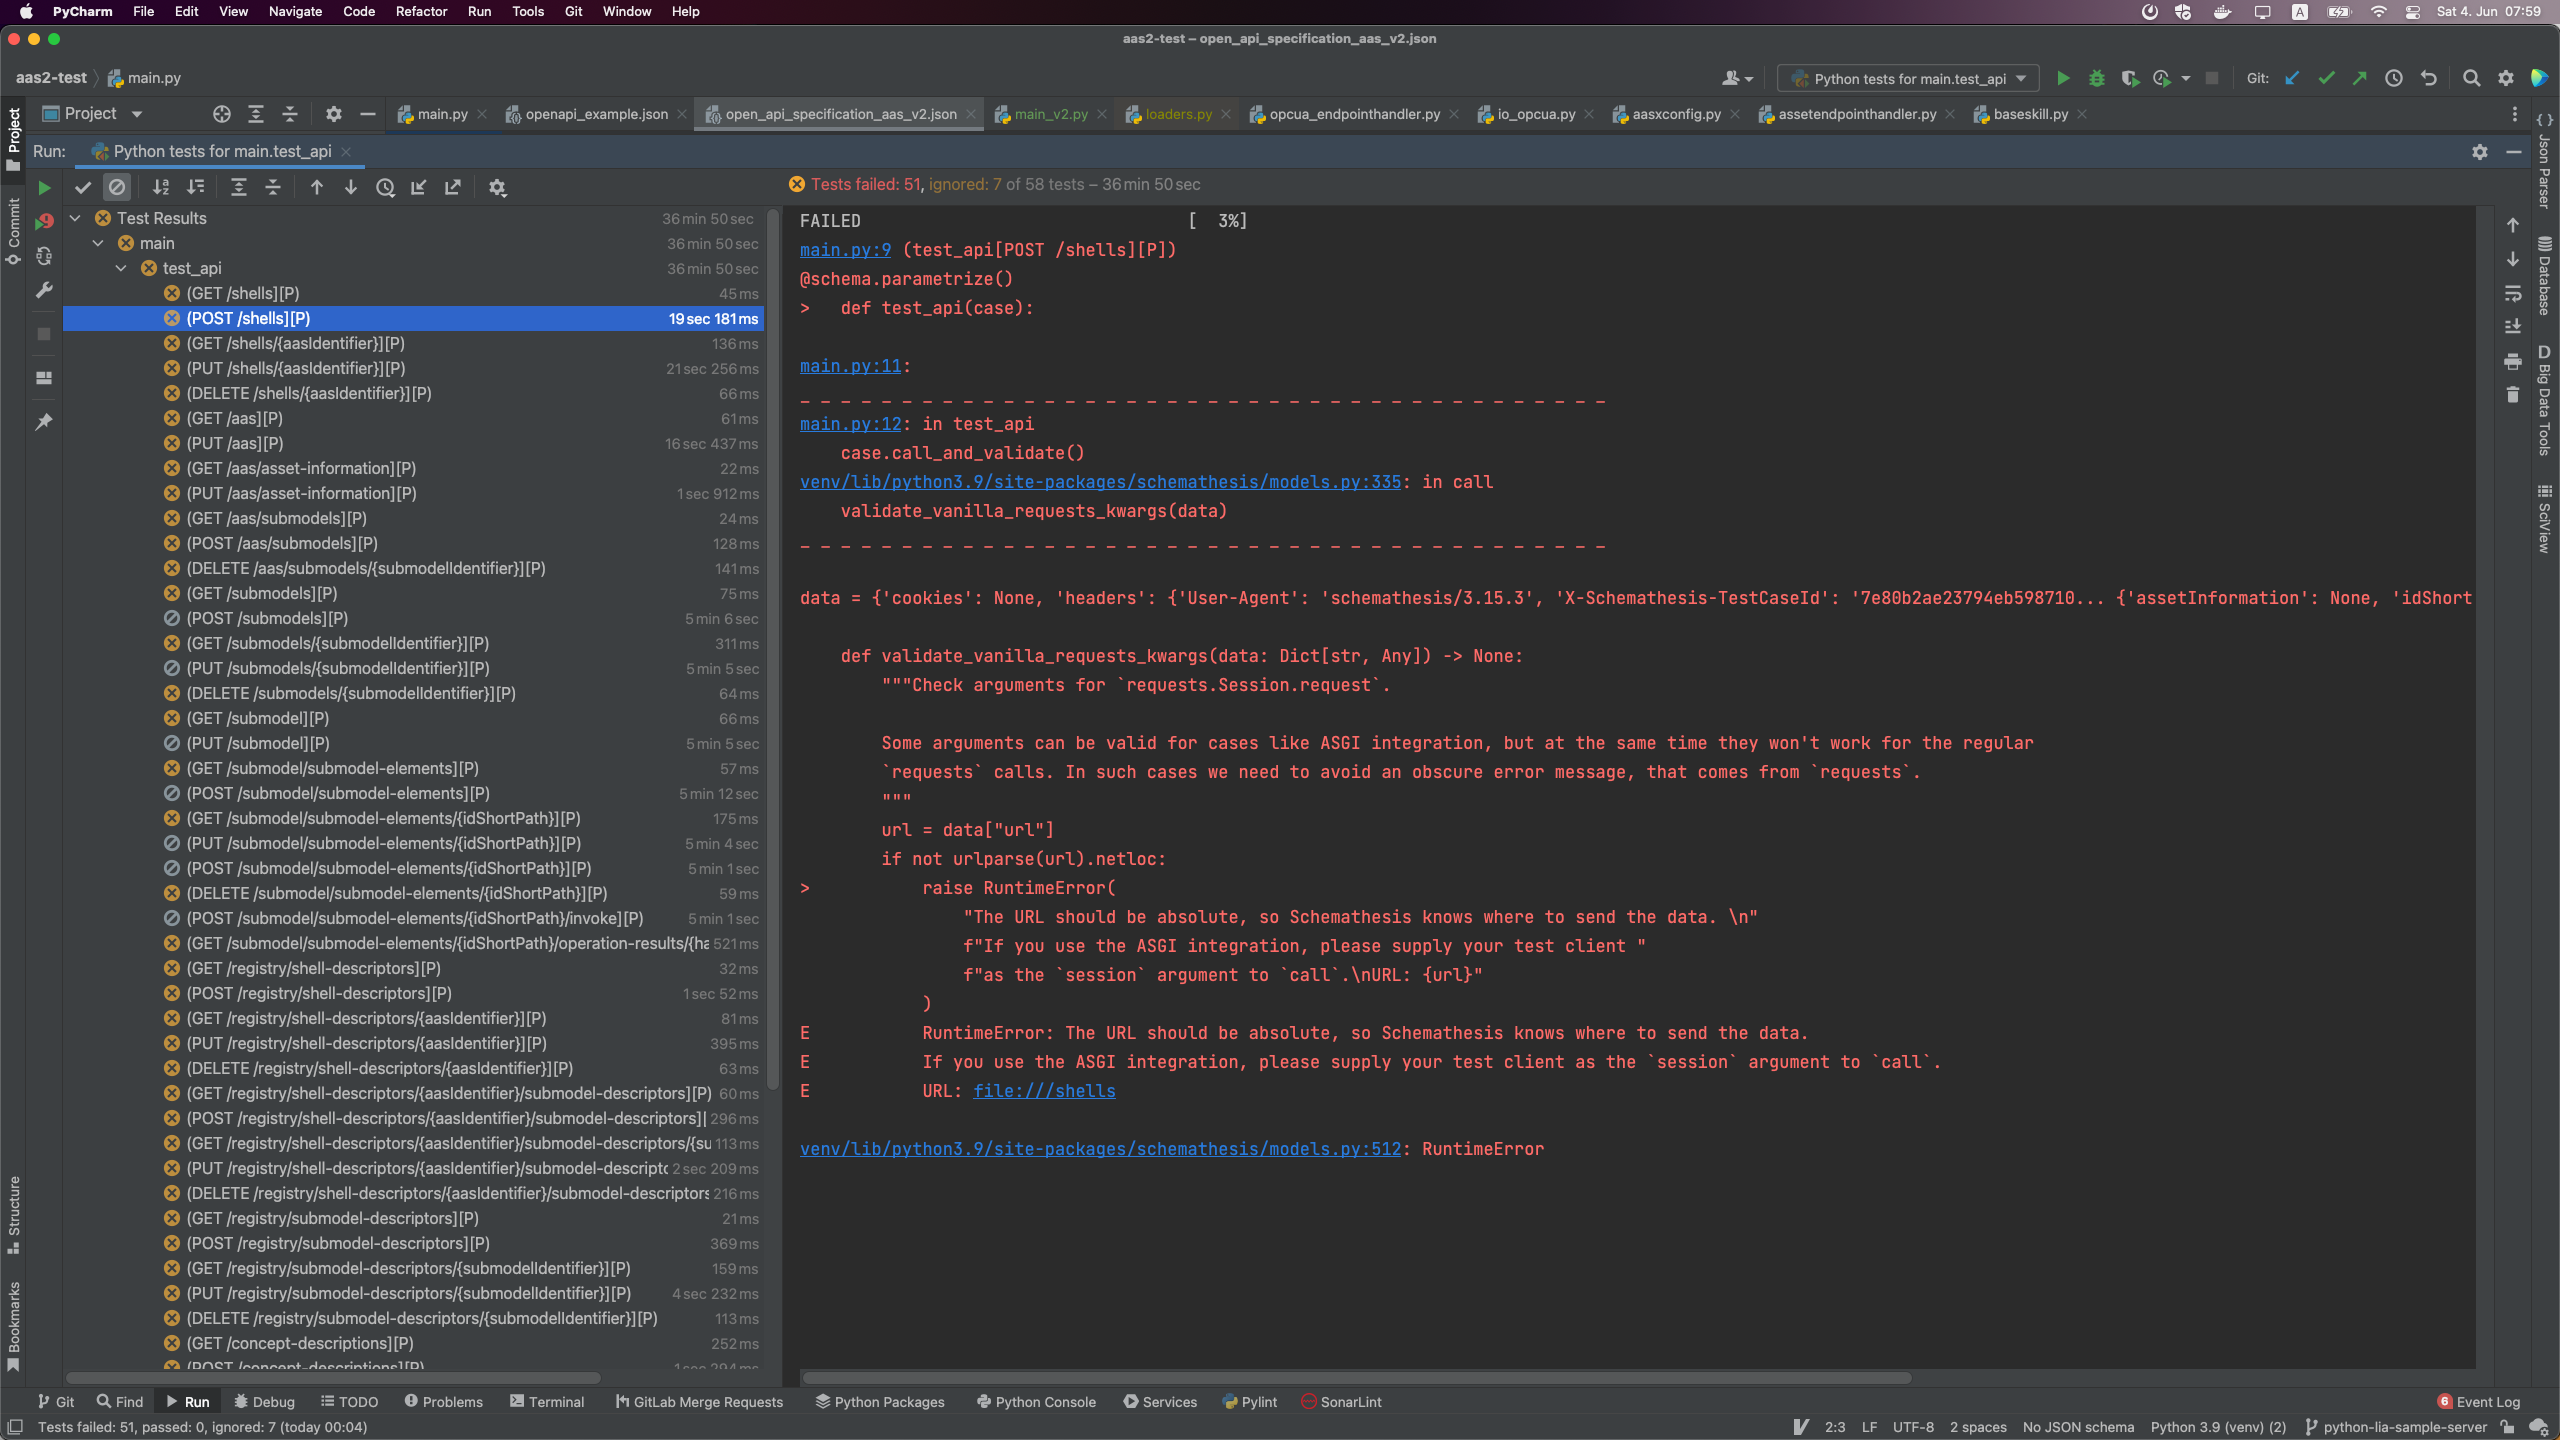 PyCharm File Edit View Navigate Code Refactor Run Tools Git Window Help
A
Sat 4. Jun 07:59
aas2-test – open_api_specification_aas_v2.json
aas2-test main.py
Python tests for main.test_api
Git:
Project
main.py openapi_example.json open_api_specification_aas_v2.json main_v2.py loaders.py opcua_endpointhandler.py io_opcua.py aasxconfig.py assetendpointhandler.py baseskill.py
Run: Python tests for main.test_api
Project
Commit
Structure
Bookmarks
Json Parser
Database
D Big Data Tools
SciView
Tests failed: 51, ignored: 7 of 58 tests – 36 min 50 sec
Test Results 36 min 50 sec
main 36 min 50 sec
test_api 36 min 50 sec
(GET /shells][P) 45 ms
(POST /shells][P) 19 sec 181 ms
(GET /shells/{aasIdentifier}][P) 136 ms
(PUT /shells/{aasIdentifier}][P) 21 sec 256 ms
(DELETE /shells/{aasIdentifier}][P) 66 ms
(GET /aas][P) 61 ms
(PUT /aas][P) 16 sec 437 ms
(GET /aas/asset-information][P) 22 ms
(PUT /aas/asset-information][P) 1 sec 912 ms
(GET /aas/submodels][P) 24 ms
(POST /aas/submodels][P) 128 ms
(DELETE /aas/submodels/{submodelIdentifier}][P) 141 ms
(GET /submodels][P) 75 ms
(POST /submodels][P) 5 min 6 sec
(GET /submodels/{submodelIdentifier}][P) 311 ms
(PUT /submodels/{submodelIdentifier}][P) 5 min 5 sec
(DELETE /submodels/{submodelIdentifier}][P) 64 ms
(GET /submodel][P) 66 ms
(PUT /submodel][P) 5 min 5 sec
(GET /submodel/submodel-elements][P) 57 ms
(POST /submodel/submodel-elements][P) 5 min 12 sec
(GET /submodel/submodel-elements/{idShortPath}][P) 175 ms
(PUT /submodel/submodel-elements/{idShortPath}][P) 5 min 4 sec
(POST /submodel/submodel-elements/{idShortPath}][P) 5 min 1 sec
(DELETE /submodel/submodel-elements/{idShortPath}][P) 59 ms
(POST /submodel/submodel-elements/{idShortPath}/invoke][P) 5 min 1 sec
(GET /submodel/submodel-elements/{idShortPath}/operation-results/{ha 521 ms
(GET /registry/shell-descriptors][P) 32 ms
(POST /registry/shell-descriptors][P) 1 sec 52 ms
(GET /registry/shell-descriptors/{aasIdentifier}][P) 81 ms
(PUT /registry/shell-descriptors/{aasIdentifier}][P) 395 ms
(DELETE /registry/shell-descriptors/{aasIdentifier}][P) 63 ms
(GET /registry/shell-descriptors/{aasIdentifier}/submodel-descriptors][P) 60 ms
(POST /registry/shell-descriptors/{aasIdentifier}/submodel-descriptors][ 296 ms
(GET /registry/shell-descriptors/{aasIdentifier}/submodel-descriptors/{su 113 ms
(PUT /registry/shell-descriptors/{aasIdentifier}/submodel-descriptc 2 sec 209 ms
(DELETE /registry/shell-descriptors/{aasIdentifier}/submodel-descriptors 216 ms
(GET /registry/submodel-descriptors][P) 21 ms
(POST /registry/submodel-descriptors][P) 369 ms
(GET /registry/submodel-descriptors/{submodelIdentifier}][P) 159 ms
(PUT /registry/submodel-descriptors/{submodelIdentifier}][P) 4 sec 232 ms
(DELETE /registry/submodel-descriptors/{submodelIdentifier}][P) 113 ms
(GET /concept-descriptions][P) 252 ms
(POST /concept-descriptions][P) 1 sec 294 ms
FAILED [ 3%]
main.py:9 (test_api[POST /shells][P])
@schema.parametrize()
> def test_api(case):
main.py:11:
_ _ _ _ _ _ _ _ _ _ _ _ _ _ _ _ _ _ _ _ _ _ _ _ _ _ _ _ _ _ _ _ _ _ _ _ _ _ _ _
main.py:12: in test_api
case.call_and_validate()
venv/lib/python3.9/site-packages/schemathesis/models.py:335: in call
validate_vanilla_requests_kwargs(data)
_ _ _ _ _ _ _ _ _ _ _ _ _ _ _ _ _ _ _ _ _ _ _ _ _ _ _ _ _ _ _ _ _ _ _ _ _ _ _ _
data = {'cookies': None, 'headers': {'User-Agent': 'schemathesis/3.15.3', 'X-Schemathesis-TestCaseId': '7e80b2ae23794eb598710... {'assetInformation': None, 'idShort
def validate_vanilla_requests_kwargs(data: Dict[str, Any]) -> None:
"""Check arguments for `requests.Session.request`.
Some arguments can be valid for cases like ASGI integration, but at the same time they won't work for the regular
`requests` calls. In such cases we need to avoid an obscure error message, that comes from `requests`.
"""
url = data["url"]
if not urlparse(url).netloc:
> raise RuntimeError(
"The URL should be absolute, so Schemathesis knows where to send the data. \n"
f"If you use the ASGI integration, please supply your test client "
f"as the `session` argument to `call`.\nURL: {url}"
)
E RuntimeError: The URL should be absolute, so Schemathesis knows where to send the data.
E If you use the ASGI integration, please supply your test client as the `session` argument to `call`.
E URL: file:///shells
venv/lib/python3.9/site-packages/schemathesis/models.py:512: RuntimeError
Git Find Run Debug TODO Problems Terminal GitLab Merge Requests Python Packages Python Console Services Pylint SonarLint 6 Event Log
Tests failed: 51, passed: 0, ignored: 7 (today 00:04) 2:3 LF UTF-8 2 spaces No JSON schema Python 3.9 (venv) (2) python-lia-sample-server